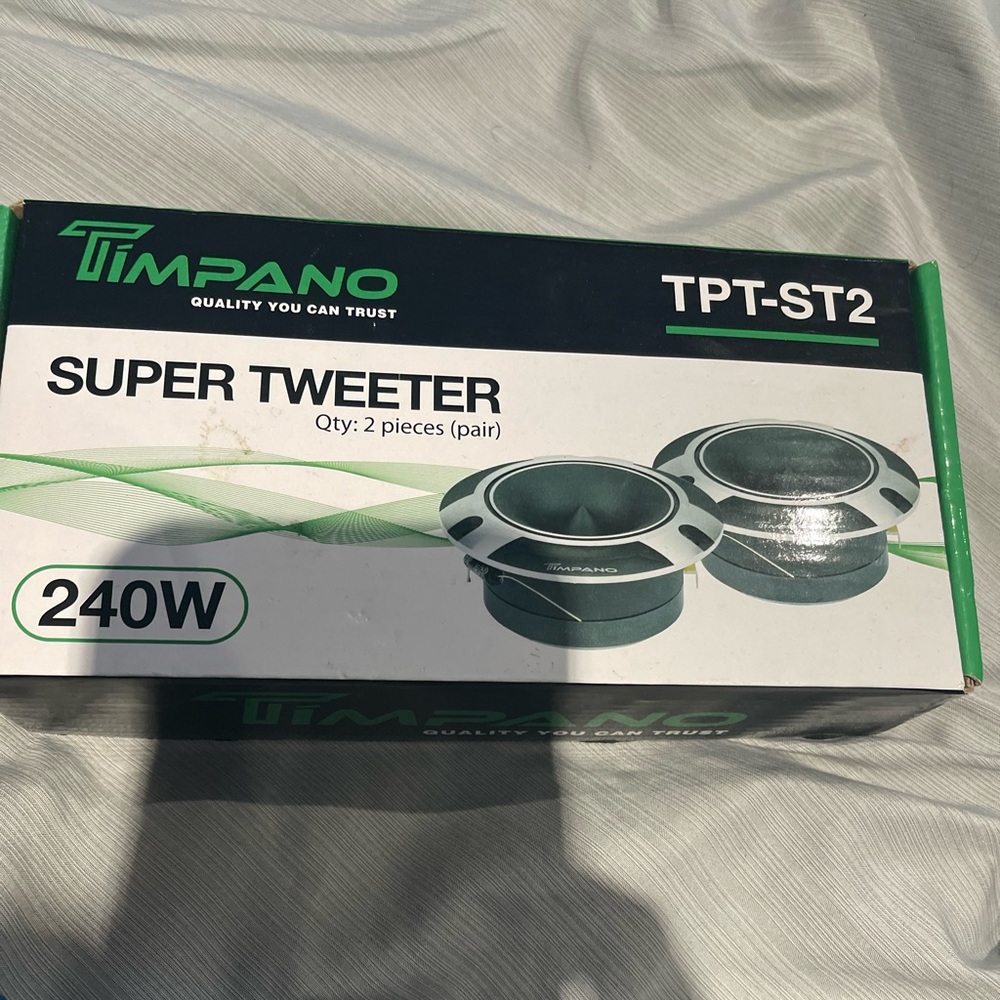 TIMPANO
QUALITY YOU CAN TRUST
TPT-ST2
SUPER TWEETER
Qty: 2 pieces (pair)
TIMPANO
240W
TIMPANO
QUALITY YOU CAN TRUST